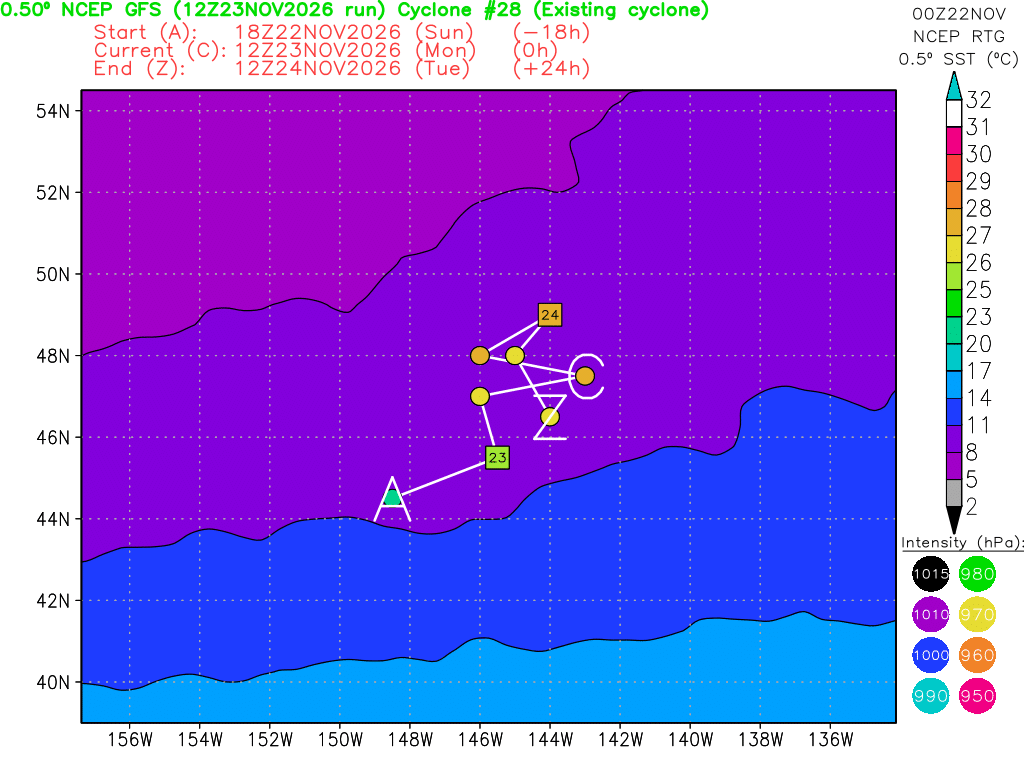 0.50° NCEP GFS (12Z23NOV2026 run) Cyclone #28 (Existing cyclone)
Start (A): 18Z22NOV2026 (Sun) (−18h)
Current (C): 12Z23NOV2026 (Mon) (0h)
End (Z): 12Z24NOV2026 (Tue) (+24h)
00Z22NOV
NCEP RTG
0.5° SST (°C)
32
31
30
29
28
27
26
25
23
20
17
14
11
8
5
2
54N
52N
50N
48N
46N
44N
42N
40N
24
C
Z
23
A
156W 154W 152W 150W 148W 146W 144W 142W 140W 138W 136W
Intensity (hPa):
1015 980
1010 970
1000 960
990 950